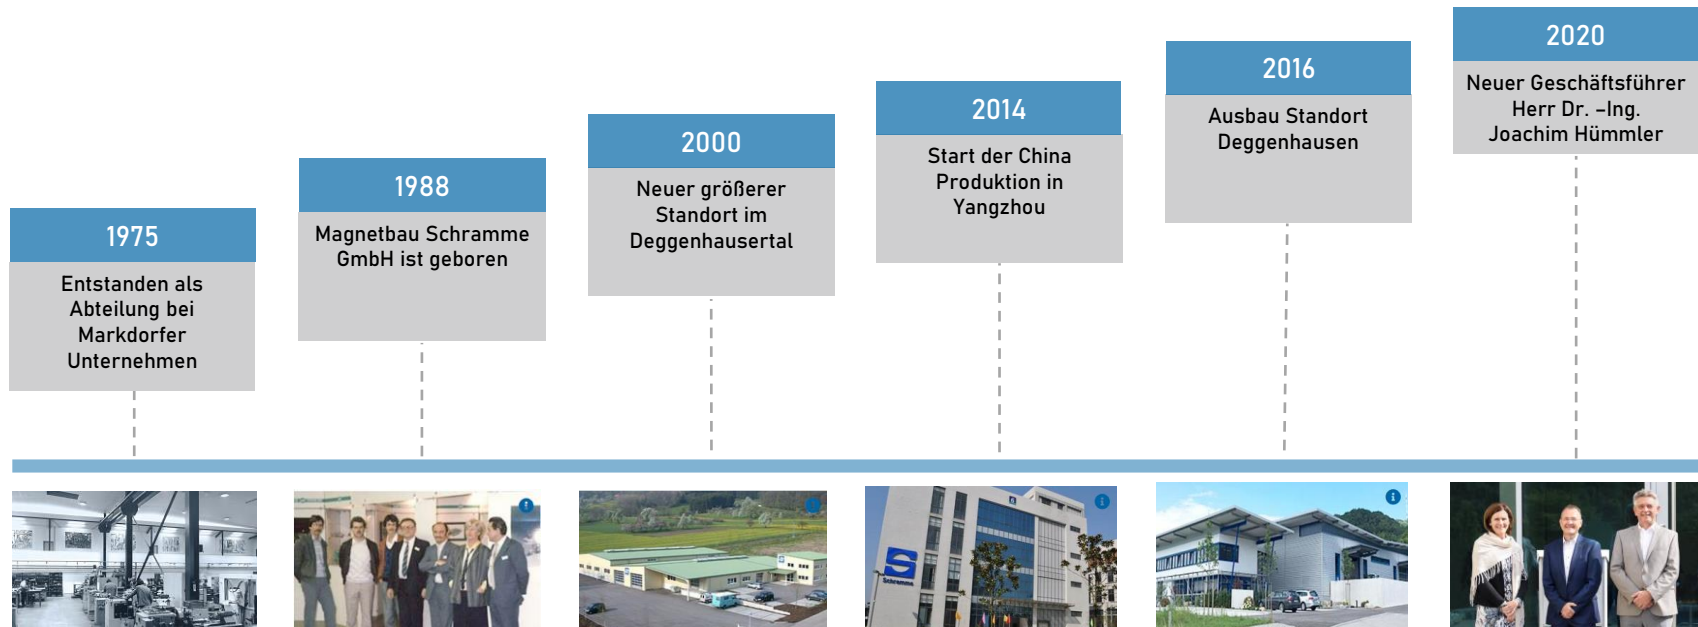 1975
Entstanden als
Abteilung bei
Markdorfer
Unternehmen
1988
Magnetbau Schramme
GmbH ist geboren
2000
Neuer größerer
Standort im
Deggenhausertal
2014
Start der China
Produktion in
Yangzhou
2016
Ausbau Standort
Deggenhausen
2020
Neuer Geschäftsführer
Herr Dr. –Ing.
Joachim Hümmler
Schramme